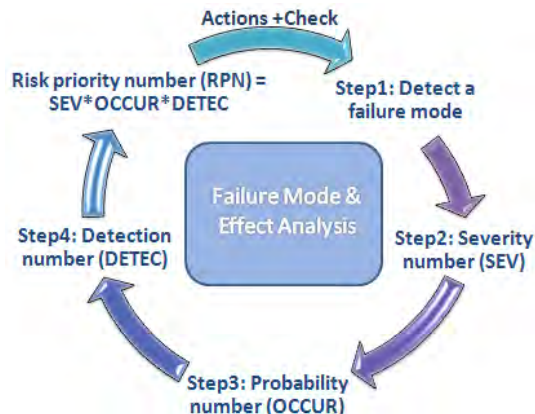 Actions +Check
Step1: Detect a
failure mode
Step2: Severity
number (SEV)
Step3: Probability
number (OCCUR)
Step4: Detection
number (DETEC)
Risk priority number (RPN) =
SEV*OCCUR*DETEC
Failure Mode &
Effect Analysis